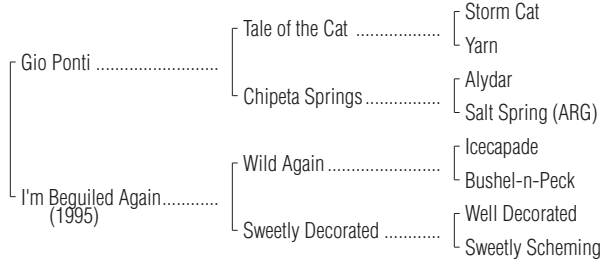 Storm Cat
Tale of the Cat ..................
Yarn
Gio Ponti ..........................
Alydar
Chipeta Springs................
Salt Spring (ARG)
Icecapade
Wild Again ........................
Bushel-n-Peck
I'm Beguiled Again............
(1995)
Well Decorated
Sweetly Decorated ............
Sweetly Scheming